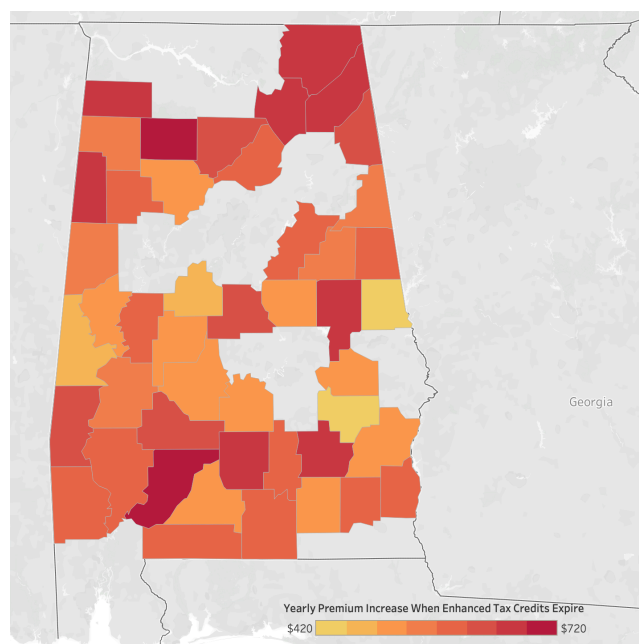 Georgia
Yearly Premium Increase When Enhanced Tax Credits Expire
$420 $720